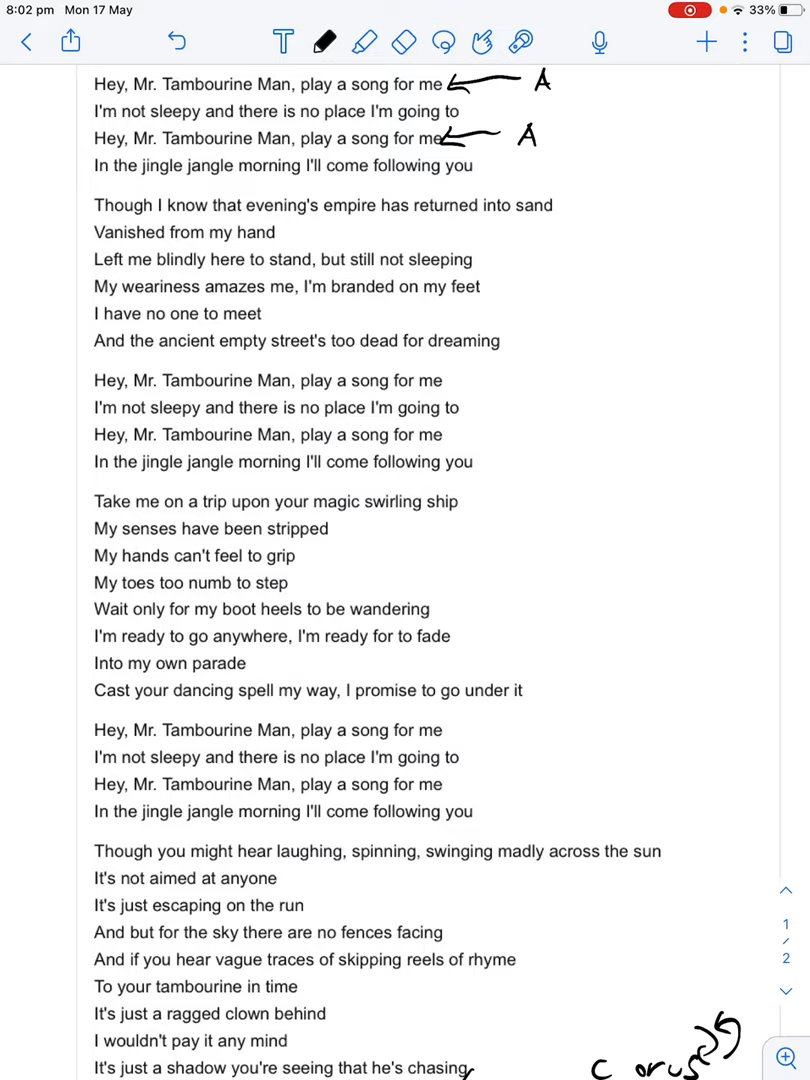 8:02 pm Mon 17 May 33%
T
Hey, Mr. Tambourine Man, play a song for me A
I'm not sleepy and there is no place I'm going to
Hey, Mr. Tambourine Man, play a song for me A
In the jingle jangle morning I'll come following you
Though I know that evening's empire has returned into sand
Vanished from my hand
Left me blindly here to stand, but still not sleeping
My weariness amazes me, I'm branded on my feet
I have no one to meet
And the ancient empty street's too dead for dreaming
Hey, Mr. Tambourine Man, play a song for me
I'm not sleepy and there is no place I'm going to
Hey, Mr. Tambourine Man, play a song for me
In the jingle jangle morning I'll come following you
Take me on a trip upon your magic swirling ship
My senses have been stripped
My hands can't feel to grip
My toes too numb to step
Wait only for my boot heels to be wandering
I'm ready to go anywhere, I'm ready for to fade
Into my own parade
Cast your dancing spell my way, I promise to go under it
Hey, Mr. Tambourine Man, play a song for me
I'm not sleepy and there is no place I'm going to
Hey, Mr. Tambourine Man, play a song for me
In the jingle jangle morning I'll come following you
Though you might hear laughing, spinning, swinging madly across the sun
It's not aimed at anyone
It's just escaping on the run
And but for the sky there are no fences facing
And if you hear vague traces of skipping reels of rhyme
To your tambourine in time
It's just a ragged clown behind
I wouldn't pay it any mind
It's just a shadow you're seeing that he's chasing
1
/
2